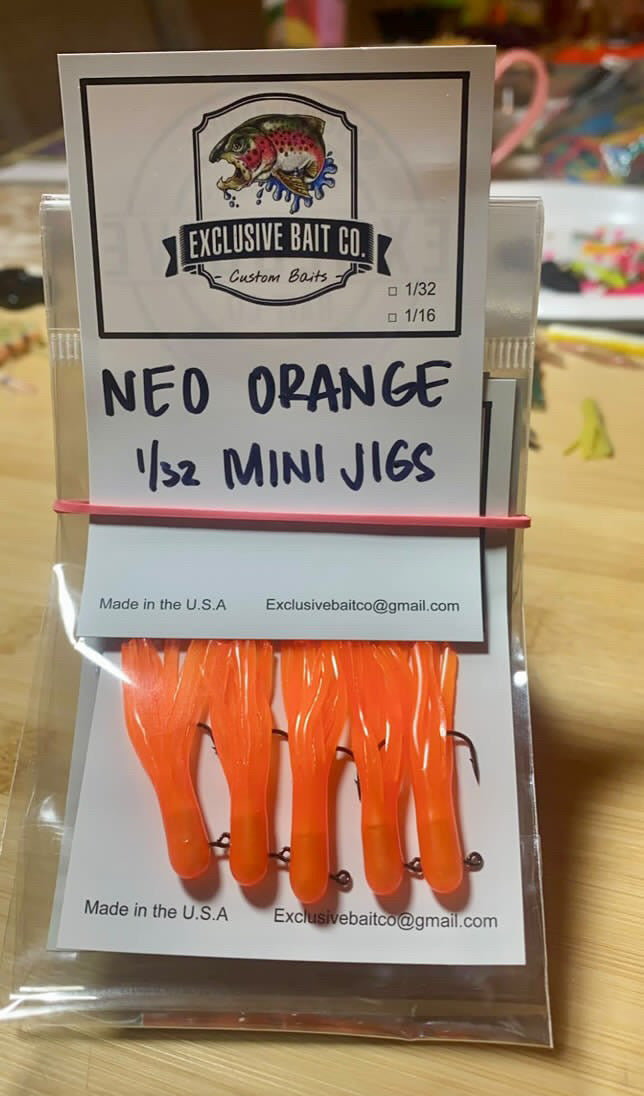 EXCLUSIVE BAIT CO.
- Custom Baits -
1/32
1/16
NEO ORANGE
1/32 MINI JIGS
Made in the U.S.A Exclusivebaitco@gmail.com
Made in the U.S.A Exclusivebaitco@gmail.com